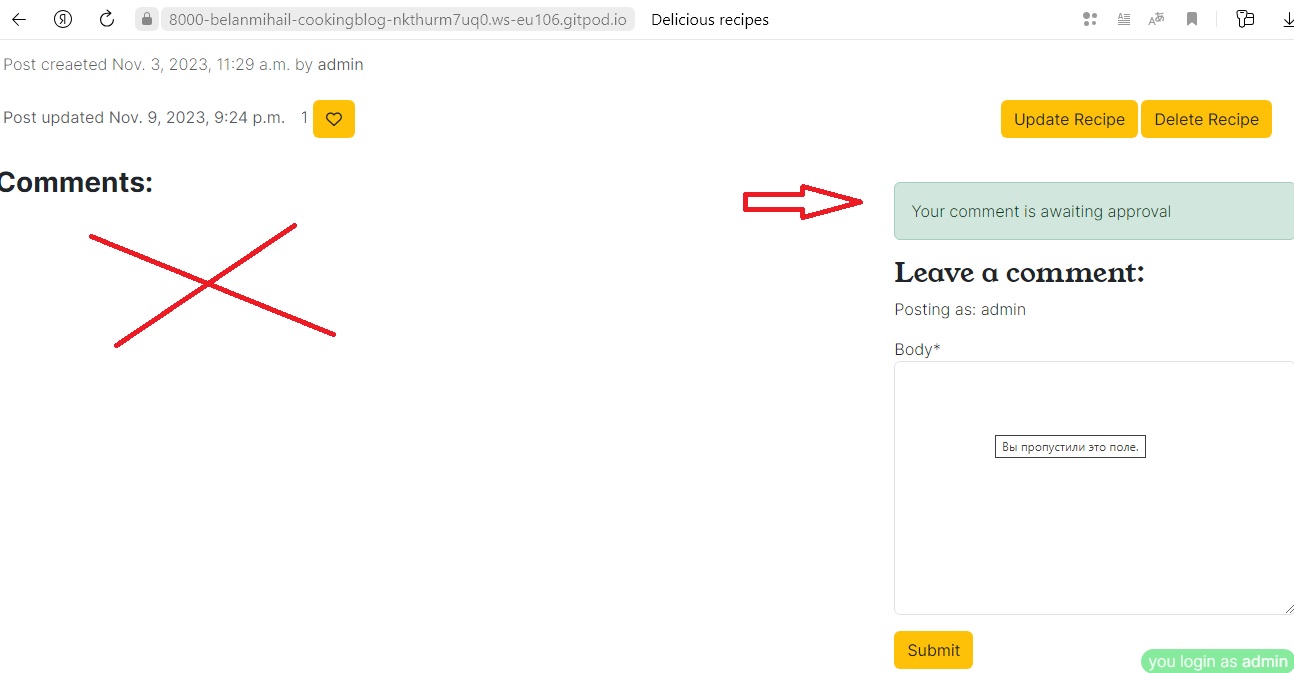 8000-belanmihail-cookingblog-nkthurm7uq0.ws-eu106.gitpod.io Delicious recipes
Post creaeted Nov. 3, 2023, 11:29 a.m. by admin
Post updated Nov. 9, 2023, 9:24 p.m. 1
Update Recipe Delete Recipe
Comments:
Your comment is awaiting approval
Leave a comment:
Posting as: admin
Body*
Вы пропустили это поле.
Submit
you login as admin